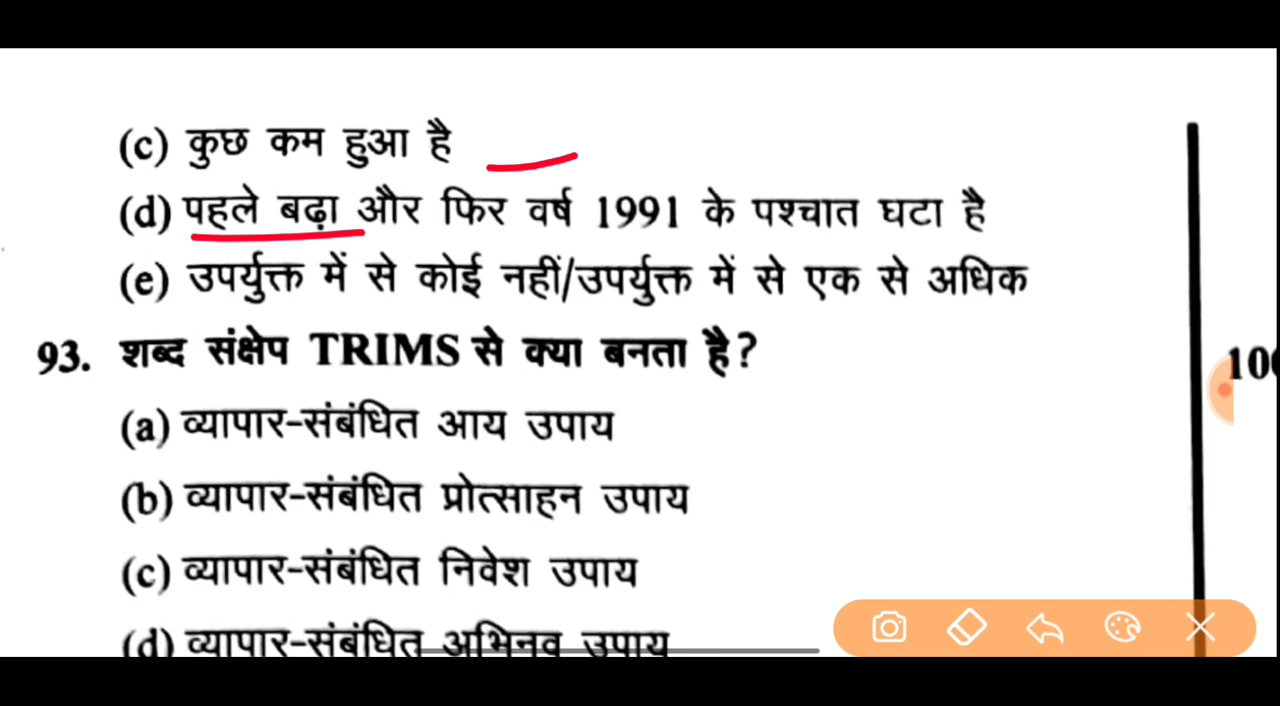 (c) कुछ कम हुआ है
(d) पहले बढ़ा और फिर वर्ष 1991 के पश्चात घटा है
(e) उपर्युक्त में से कोई नहीं/उपर्युक्त में से एक से अधिक
93. शब्द संक्षेप TRIMS से क्या बनता है?
(a) व्यापार-संबंधित आय उपाय
(b) व्यापार-संबंधित प्रोत्साहन उपाय
(c) व्यापार-संबंधित निवेश उपाय
(d) व्यापार-संबंधित अभिनव उपाय